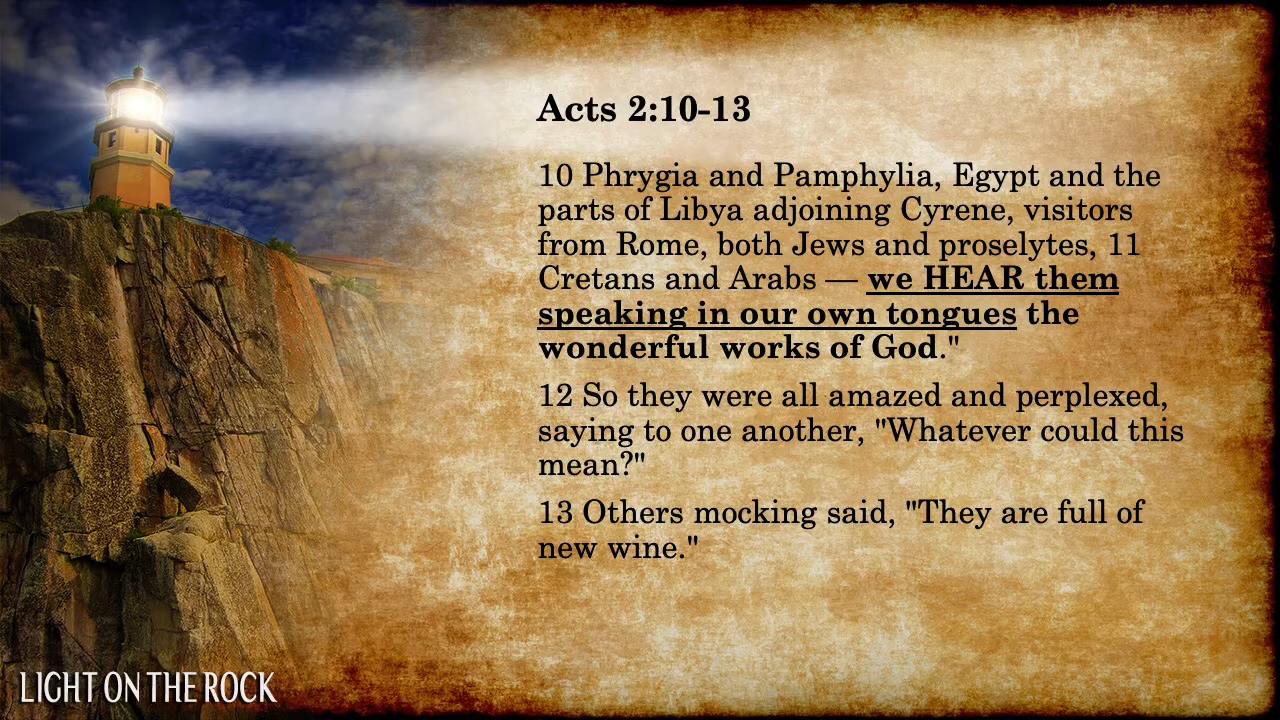 Acts 2:10-13
10 Phrygia and Pamphylia, Egypt and the
parts of Libya adjoining Cyrene, visitors
from Rome, both Jews and proselytes, 11
Cretans and Arabs — we HEAR them
speaking in our own tongues the
wonderful works of God."
12 So they were all amazed and perplexed,
saying to one another, "Whatever could this
mean?"
13 Others mocking said, "They are full of
new wine."
LIGHT ON THE ROCK